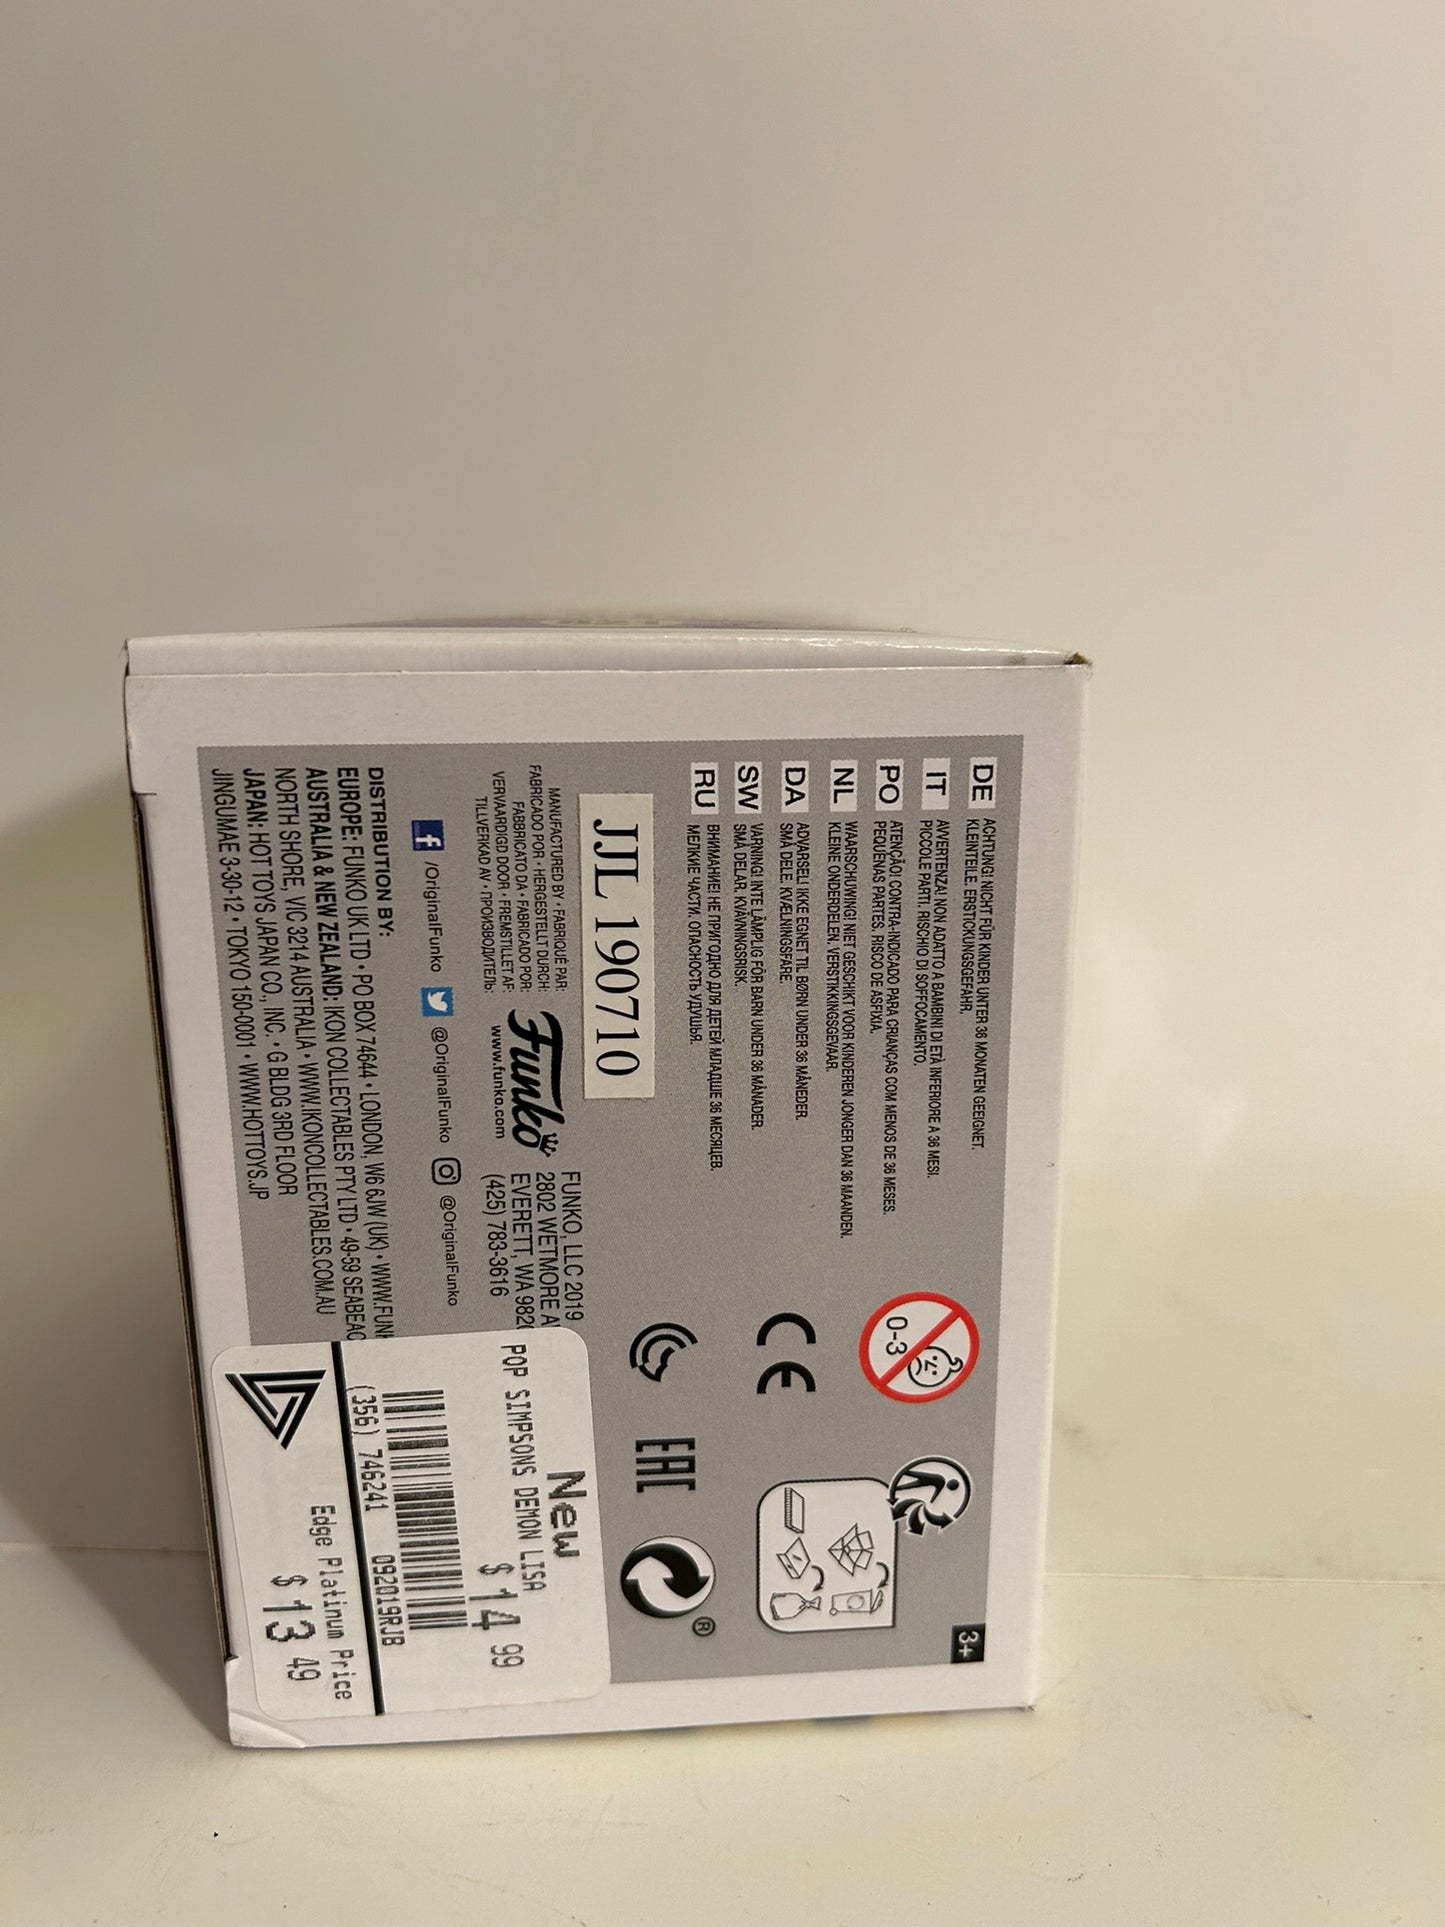 DE ACHTUNG! NICHT FÜR KINDER UNTER 36 MONATEN GEEIGNET.
KLEINTEILE. ERSTICKUNGSGEFAHR.
IT AVVERTENZA! NON ADATTO A BAMBINI DI ETÀ INFERIORE A 36 MESI.
PICCOLE PARTI. RISCHIO DI SOFFOCAMENTO.
PO ATENÇÃO! CONTRA-INDICADO PARA CRIANÇAS COM MENOS DE 36 MESES.
PEQUENAS PARTES. RISCO DE ASFIXIA.
NL WAARSCHUWING! NIET GESCHIKT VOOR KINDEREN JONGER DAN 36 MAANDEN.
KLEINE ONDERDELEN. VERSTIKKINGSGEVAAR.
DA ADVARSEL! IKKE EGNET TIL BØRN UNDER 36 MÅNEDER.
SMÅ DELE. KVÆLNINGSFARE.
SW VARNING! INTE LÄMPLIG FÖR BARN UNDER 36 MÅNADER.
SMÅ DELAR. KVÄVNINGSRISK.
RU ВНИМАНИЕ! НЕ ПРИГОДНО ДЛЯ ДЕТЕЙ МЛАДШЕ 36 МЕСЯЦЕВ.
МЕЛКИЕ ЧАСТИ. ОПАСНОСТЬ УДУШЬЯ.
0-3
3+
CE
EAC
®
JJL 190710
MANUFACTURED BY • FABRIQUÉ PAR:
FABRICADO POR • HERGESTELLT DURCH:
FABBRICATO DA • FABRICADO POR:
VERVAARDIGD DOOR • FREMSTILLET AF:
TILLVERKAD AV • ПРОИЗВОДИТЕЛЬ:
Funko
www.funko.com
FUNKO, LLC 2019
2802 WETMORE A
EVERETT, WA 982
(425) 783-3616
f /OriginalFunko @OriginalFunko @OriginalFunko
DISTRIBUTION BY:
EUROPE: FUNKO UK LTD • PO BOX 74644 • LONDON, W6 6JW (UK) • WWW.FUN
AUSTRALIA & NEW ZEALAND: IKON COLLECTABLES PTY LTD • 49-59 SEABEAC
NORTH SHORE, VIC 3214 AUSTRALIA • WWW.IKONCOLLECTABLES.COM.AU
JAPAN: HOT TOYS JAPAN CO., INC. • G BLDG 3RD FLOOR
JINGUMAE 3-30-12 • TOKYO 150-0001 • WWW.HOTTOYS.JP
New
POP SIMPSONS DEMON LISA
$ 14 99
(356) 746241 092019RJB
Edge Platinum Price
$ 13 49